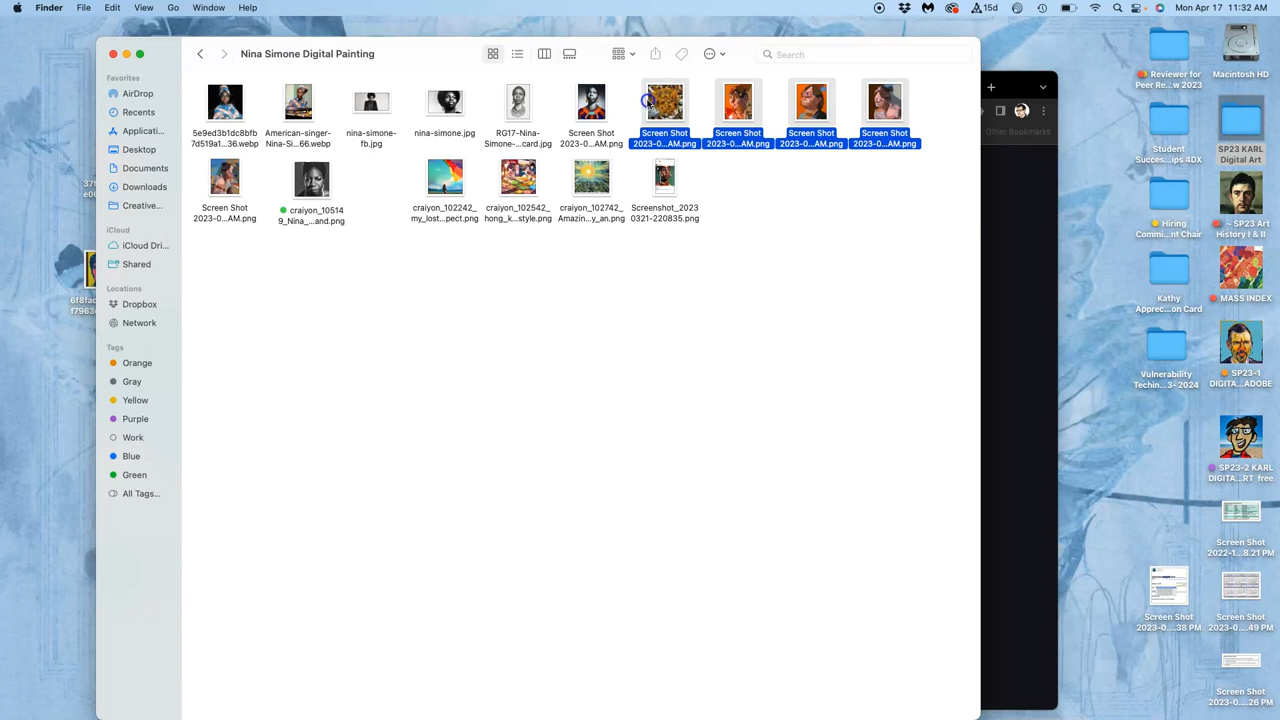 Finder File Edit View Go Window Help
15d
Mon Apr 17 11:32 AM
Nina Simone Digital Painting
Search
Favorites
AirDrop
Recents
Applicati...
Desktop
Documents
Downloads
Creative...
iCloud
iCloud Dri...
Shared
Locations
Dropbox
Network
Tags
Orange
Gray
Yellow
Purple
Work
Blue
Green
All Tags...
5e9ed3b1dc8bfb
7d519a1...36.webp
American-singer-
Nina-Si...66.webp
nina-simone-
fb.jpg
nina-simone.jpg
RG17-Nina-
Simone-...card.jpg
Screen Shot
2023-0...AM.png
Screen Shot
2023-0...AM.png
Screen Shot
2023-0...AM.png
Screen Shot
2023-0...AM.png
Screen Shot
2023-0...AM.png
Screen Shot
2023-0...AM.png
craiyon_10514
9_Nina_...and.png
craiyon_102242_
my_lost...pect.png
craiyon_102542_
hong_k...style.png
craiyon_102742_
Amazin...y_an.png
Screenshot_2023
0321-220835.png
Other Bookmarks
Reviewer for
Peer Re...w 2023
Macintosh HD
Student
Succes...ips 4DX
SP23 KARL
Digital Art
Hiring
Commi...nt Chair
~ SP23 Art
History I & II
Kathy
Apprec...on Card
MASS INDEX
Vulnerability
Techin...3- 2024
SP23-1
DIGITA...ADOBE
SP23-2 KARL
DIGITA...RT free
Screen Shot
2022-1...8.21 PM
Screen Shot
2023-0....38 PM
Screen Shot
2023-0....49 PM
Screen Shot
2023-0....26 PM